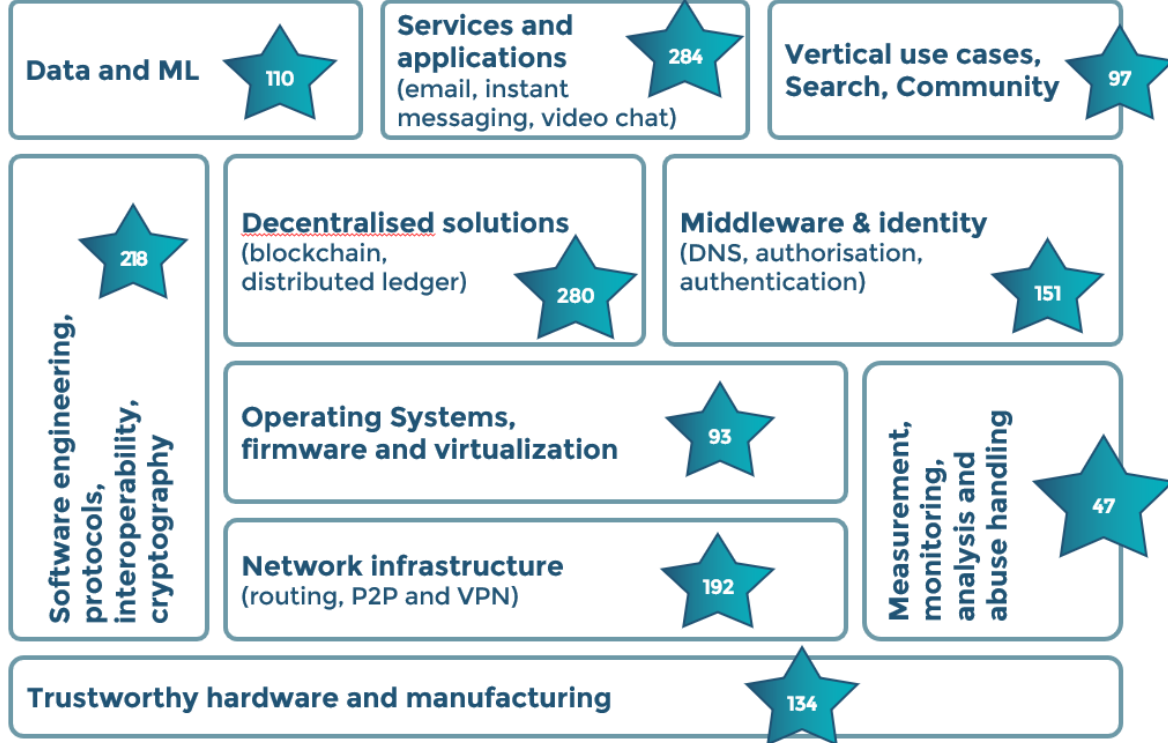 Data and ML
110
Services and
applications
(email, instant
messaging, video chat)
284
Vertical use cases,
Search, Community
97
Software engineering,
protocols,
interoperability,
cryptography
218
Decentralised solutions
(blockchain,
distributed ledger)
280
Middleware & identity
(DNS, authorisation,
authentication)
151
Operating Systems,
firmware and virtualization
93
Measurement,
monitoring,
analysis and
abuse handling
47
Network infrastructure
(routing, P2P and VPN)
192
Trustworthy hardware and manufacturing
134